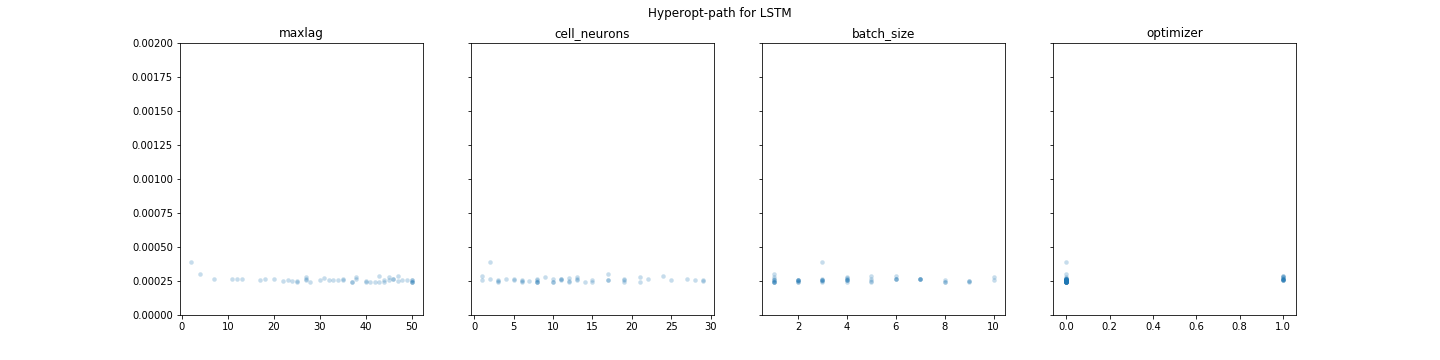 Hyperopt-path for LSTM
maxlag
cell_neurons
batch_size
optimizer
0.00200
0.00175
0.00150
0.00125
0.00100
0.00075
0.00050
0.00025
0.00000
0 10 20 30 40 50
0 5 10 15 20 25 30
2 4 6 8 10
0.0 0.2 0.4 0.6 0.8 1.0